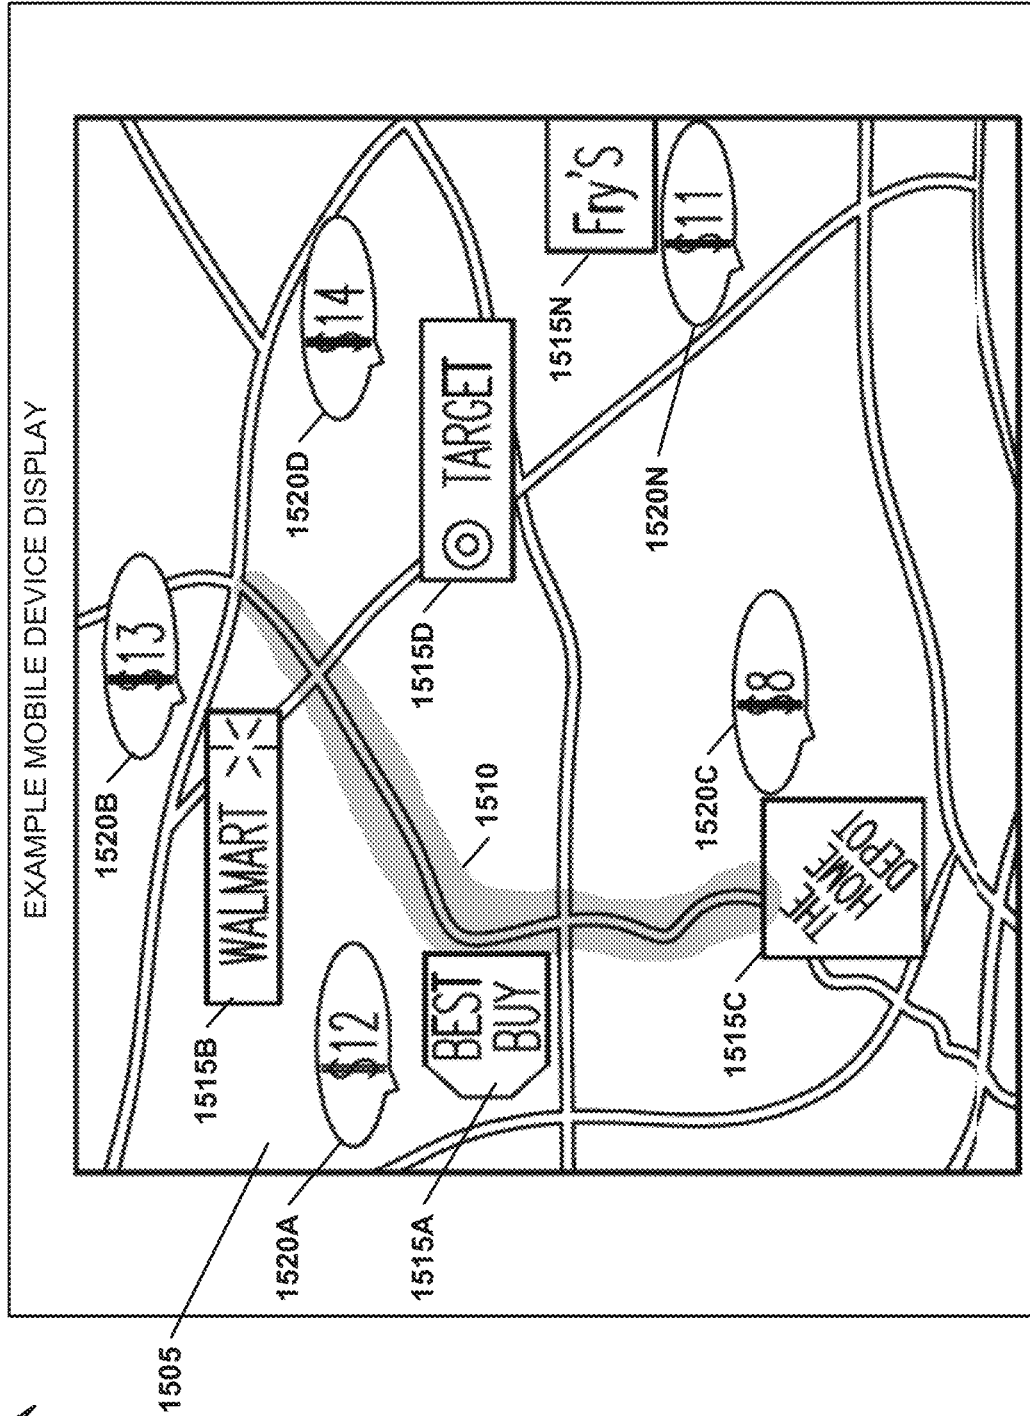 EXAMPLE MOBILE DEVICE DISPLAY
1505
1520A
$12
1515A
BEST
BUY
1515B
WALMART
1520B
$13
1510
1515C
THE
HOME
DEPOT
1520C
$8
1515D
TARGET
1520D
$14
1520N
$11
1515N
Fry'S